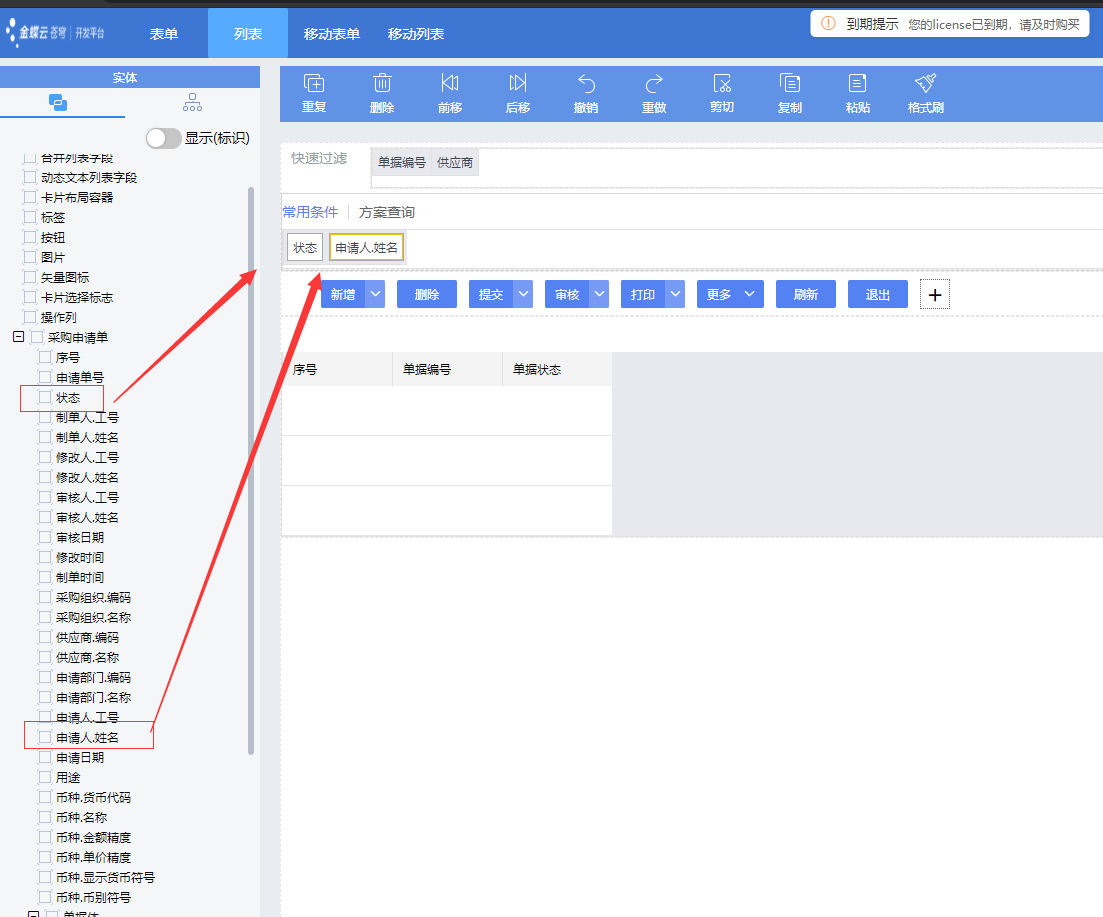 金蝶云 苍穹 | 开发平台
表单
列表
移动表单
移动列表
到期提示 您的license已到期，请及时购买
实体
显示(标识)
合并列表字段
动态文本列表字段
卡片布局容器
标签
按钮
图片
矢量图标
卡片选择标志
操作列
采购申请单
序号
申请单号
状态
制单人.工号
制单人.姓名
修改人.工号
修改人.姓名
审核人.工号
审核人.姓名
审核日期
修改时间
制单时间
采购组织.编码
采购组织.名称
供应商.编码
供应商.名称
申请部门.编码
申请部门.名称
申请人.工号
申请人.姓名
申请日期
用途
币种.货币代码
币种.名称
币种.金额精度
币种.单价精度
币种.显示货币符号
币种.币别符号
单据体
重复 删除 前移 后移 撤销 重做 剪切 复制 粘贴 格式刷
快速过滤 单据编号 供应商
常用条件 方案查询
状态 申请人.姓名
新增 删除 提交 审核 打印 更多 刷新 退出 +
序号 单据编号 单据状态